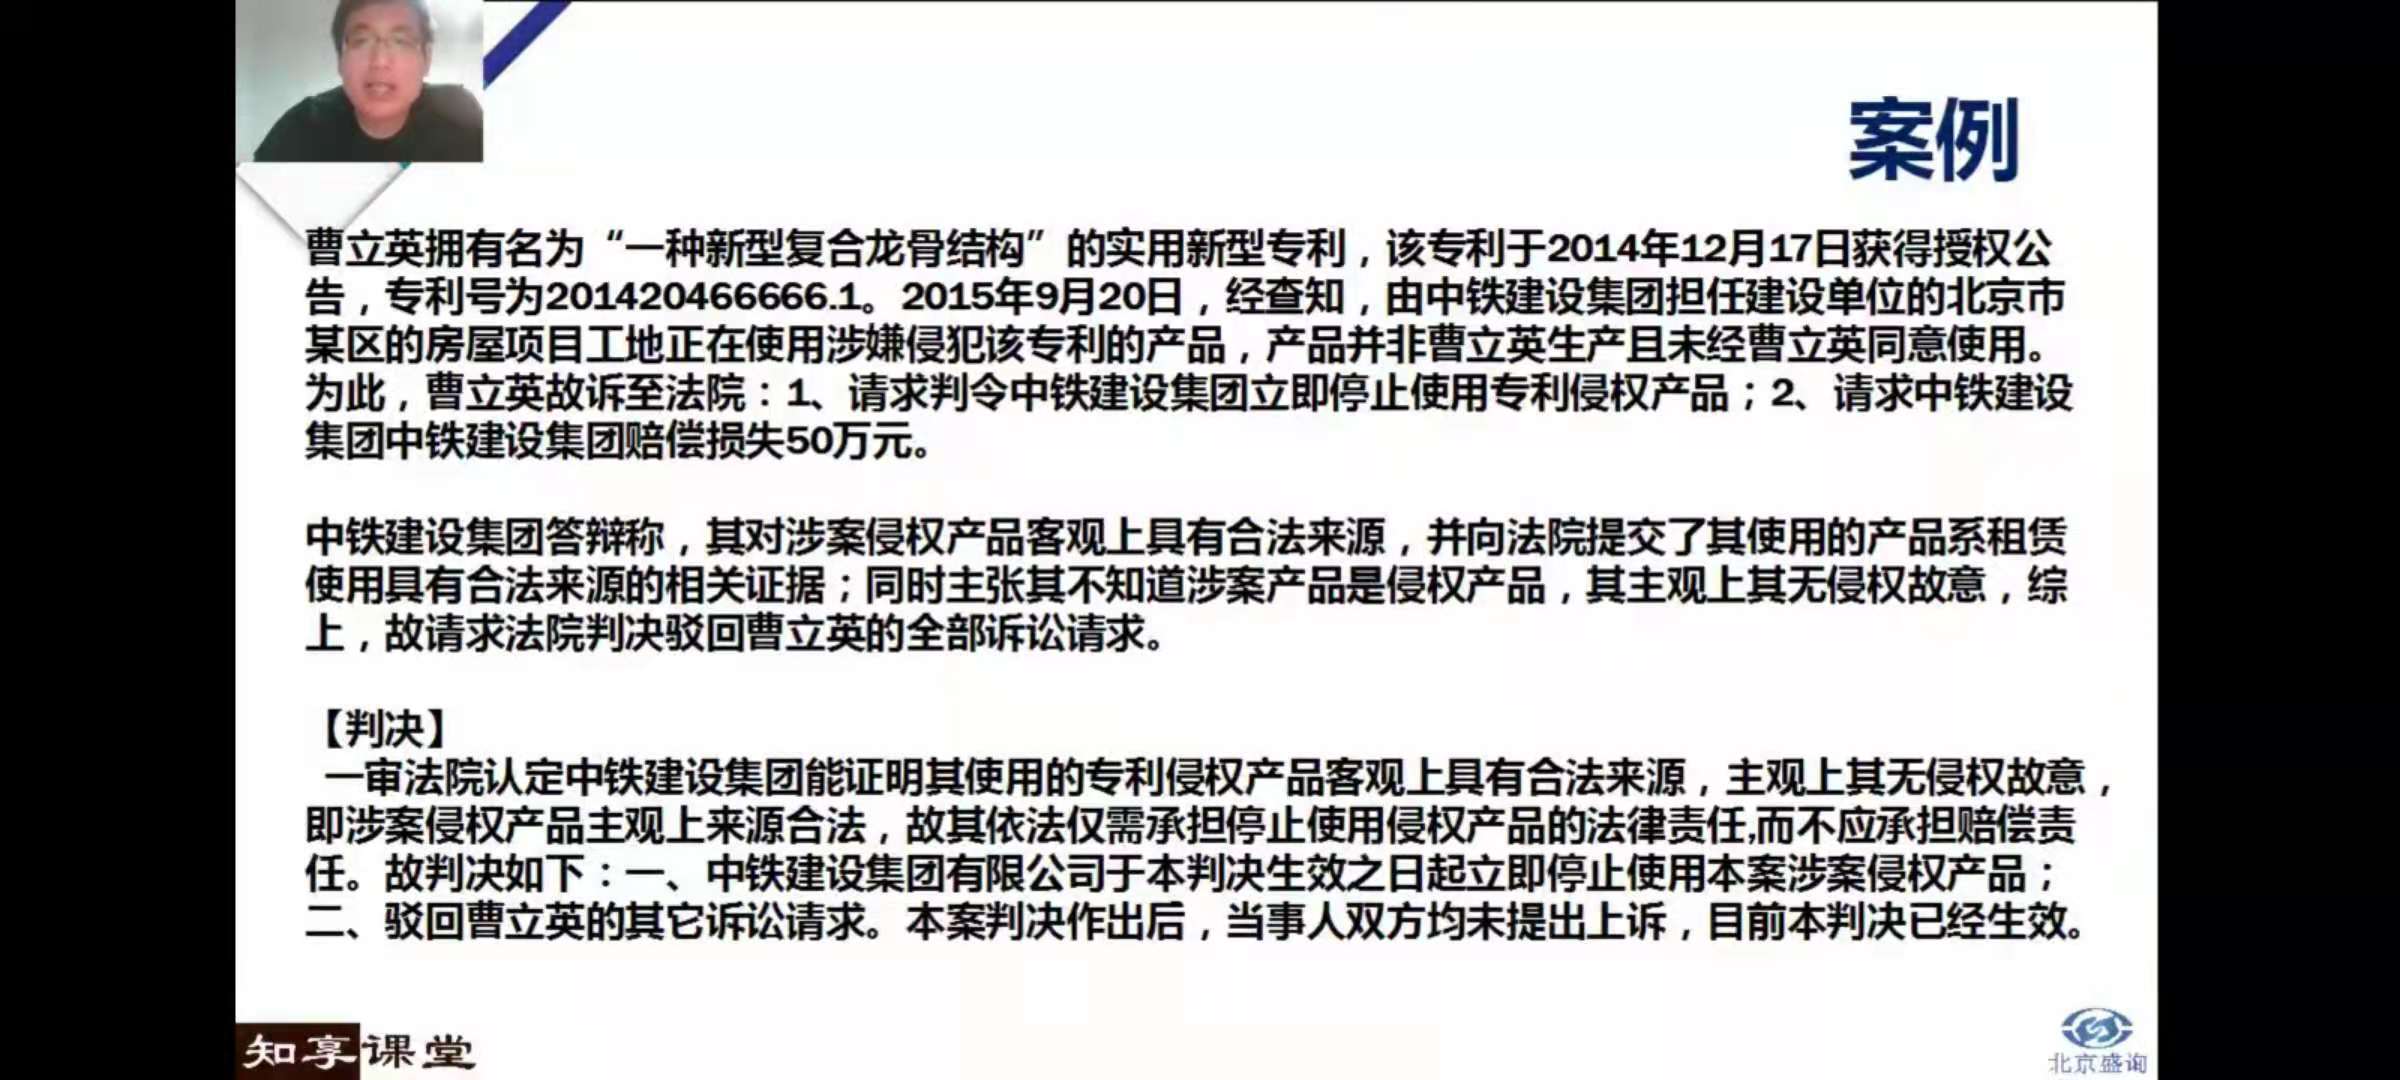 案例
曹立英拥有名为“一种新型复合龙骨结构”的实用新型专利，该专利于2014年12月17日获得授权公
告，专利号为201420466666.1。2015年9月20日，经查知，由中铁建设集团担任建设单位的北京市
某区的房屋项目工地正在使用涉嫌侵犯该专利的产品，产品并非曹立英生产且未经曹立英同意使用。
为此，曹立英故诉至法院：1、请求判令中铁建设集团立即停止使用专利侵权产品；2、请求中铁建设
集团中铁建设集团赔偿损失50万元。
中铁建设集团答辩称，其对涉案侵权产品客观上具有合法来源，并向法院提交了其使用的产品系租赁
使用具有合法来源的相关证据；同时主张其不知道涉案产品是侵权产品，其主观上其无侵权故意，综
上，故请求法院判决驳回曹立英的全部诉讼请求。
【判决】
一审法院认定中铁建设集团能证明其使用的专利侵权产品客观上具有合法来源，主观上其无侵权故意，
即涉案侵权产品主观上来源合法，故其依法仅需承担停止使用侵权产品的法律责任,而不应承担赔偿责
任。故判决如下：一、中铁建设集团有限公司于本判决生效之日起立即停止使用本案涉案侵权产品；
二、驳回曹立英的其它诉讼请求。本案判决作出后，当事人双方均未提出上诉，目前本判决已经生效。
知享课堂
北京盛询